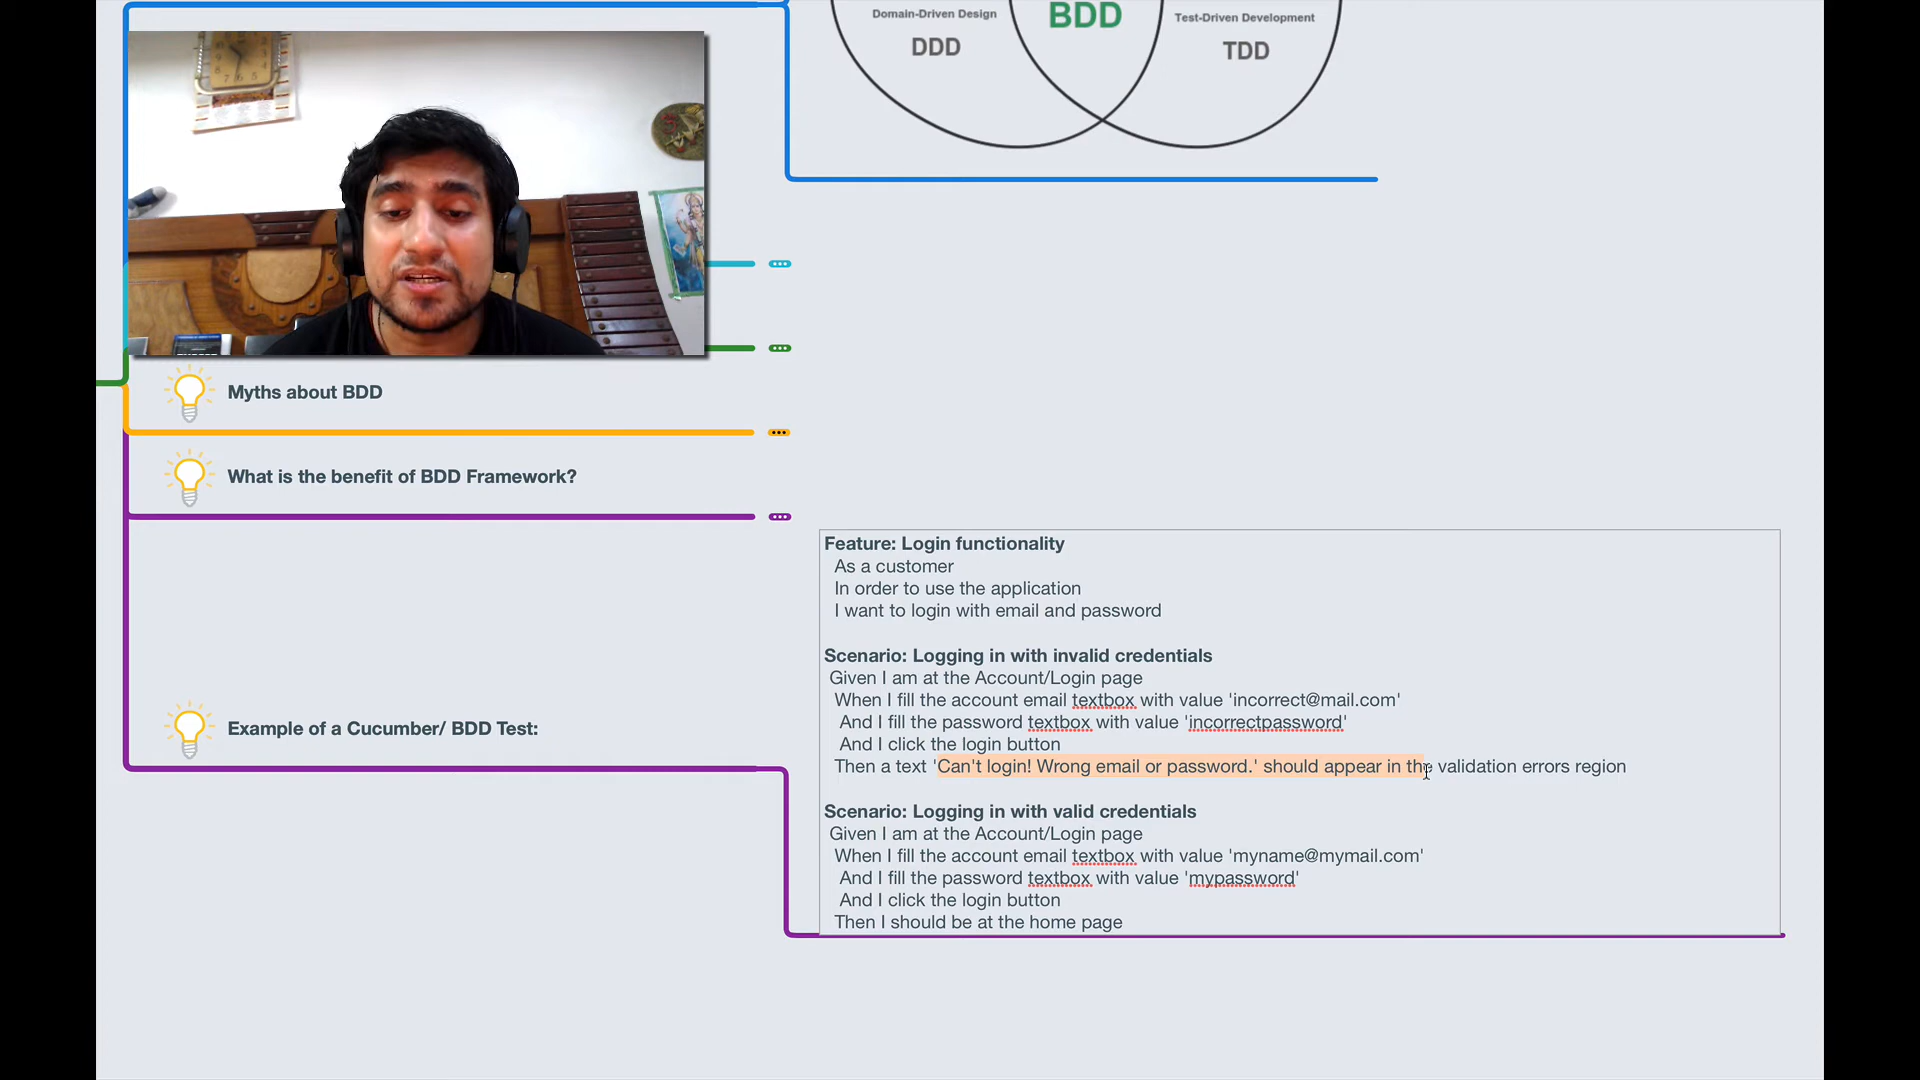 Domain-Driven Design
DDD
BDD
Test-Driven Development
TDD
Myths about BDD
What is the benefit of BDD Framework?
Example of a Cucumber/ BDD Test:
Feature: Login functionality
As a customer
In order to use the application
I want to login with email and password
Scenario: Logging in with invalid credentials
Given I am at the Account/Login page
When I fill the account email textbox with value 'incorrect@mail.com'
And I fill the password textbox with value 'incorrectpassword'
And I click the login button
Then a text 'Can't login! Wrong email or password.' should appear in the validation errors region
Scenario: Logging in with valid credentials
Given I am at the Account/Login page
When I fill the account email textbox with value 'myname@mymail.com'
And I fill the password textbox with value 'mypassword'
And I click the login button
Then I should be at the home page